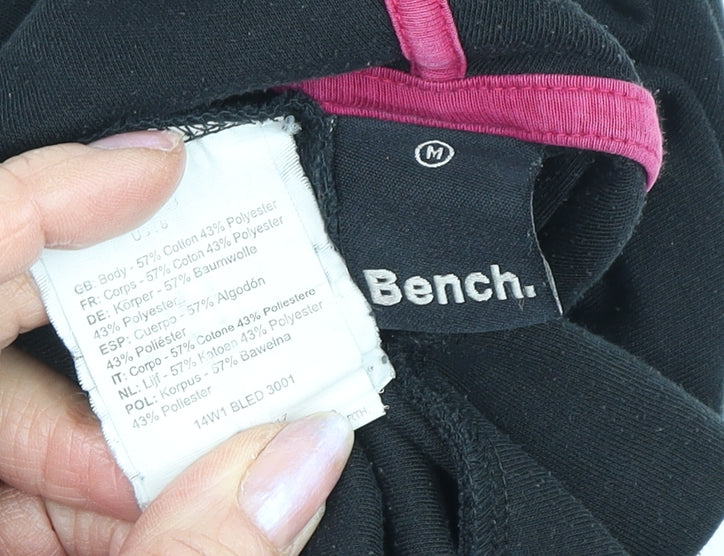 M
Bench.
GB: Body - 57% Cotton 43% Polyester
FR: Corps - 57% Coton 43% Polyester
DE: Körper - 57% Baumwolle
43% Polyester
ESP: Cuerpo - 57% Algodón
43% Poliéster
IT: Corpo - 57% Cotone 43% Poliestere
NL: Lijf - 57% Katoen 43% Polyester
POL: Korpus - 57% Bawelna
43% Poliester
14W1 BLED 3001